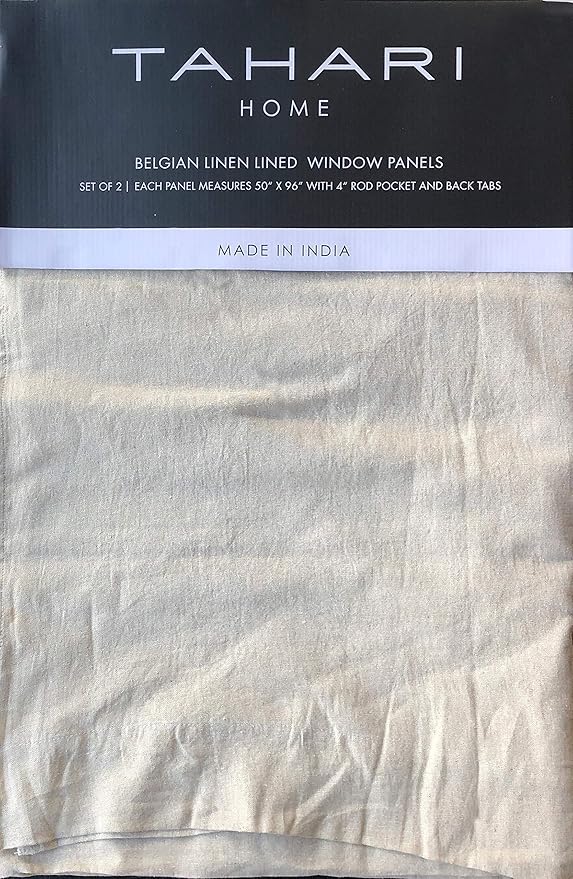 TAHARI
HOME
BELGIAN LINEN LINED WINDOW PANELS
SET OF 2 | EACH PANEL MEASURES 50" X 96" WITH 4" ROD POCKET AND BACK TABS
MADE IN INDIA